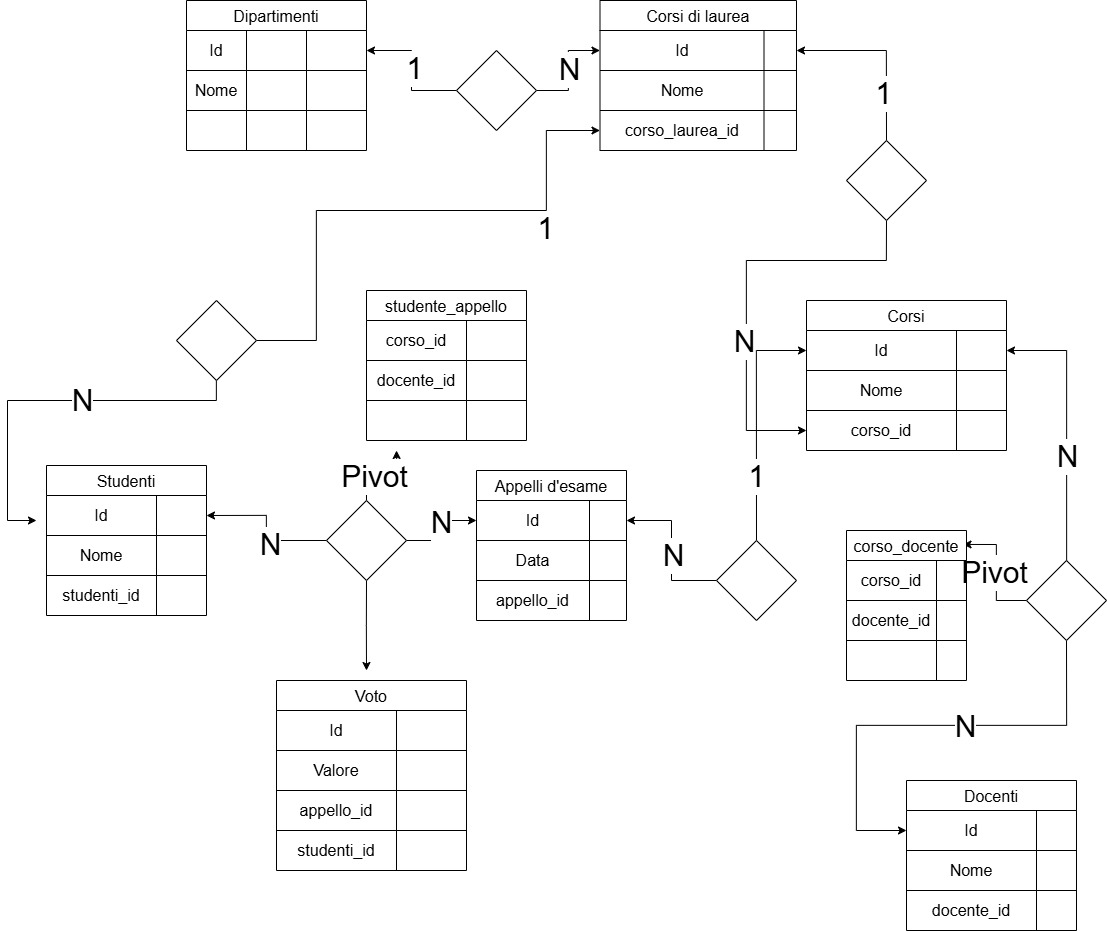 Dipartimenti
Id
Nome
1
N
Corsi di laurea
Id
Nome
corso_laurea_id
1
1
N
studente_appello
corso_id
docente_id
N
Corsi
Id
Nome
corso_id
N
Pivot
Studenti
Id
Nome
studenti_id
N
N
Appelli d'esame
Id
Data
appello_id
N
1
corso_docente
corso_id
docente_id
Pivot
Voto
Id
Valore
appello_id
studenti_id
N
Docenti
Id
Nome
docente_id